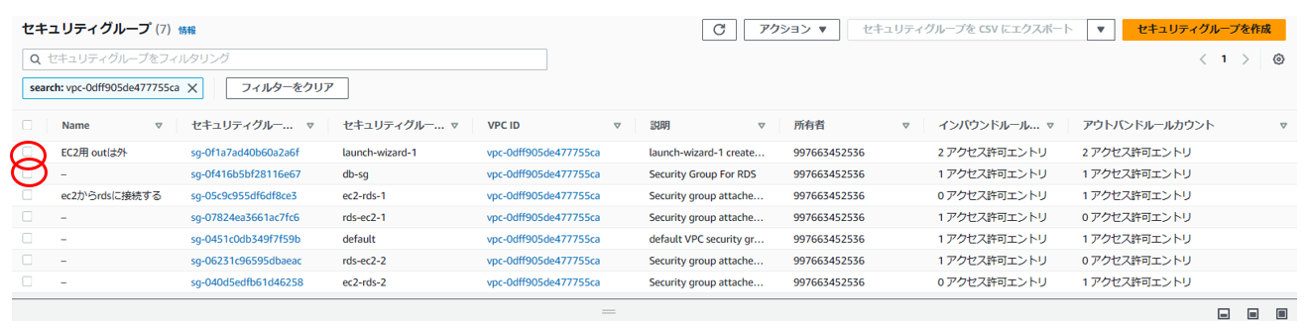 セキュリティグループ (7) 情報 アクション ▼ セキュリティグループを CSV にエクスポート ▼ セキュリティグループを作成
セキュリティグループをフィルタリング 1
search: vpc-0dff905de477755ca フィルターをクリア
Name セキュリティグルー... セキュリティグルー... VPC ID 説明 所有者 インバウンドルール... アウトバンドルールカウント
EC2用 outは外 sg-0f1a7ad40b60a2a6f launch-wizard-1 vpc-0dff905de477755ca launch-wizard-1 create... 997663452536 2 アクセス許可エントリ 2 アクセス許可エントリ
– sg-0f416b5bf28116e67 db-sg vpc-0dff905de477755ca Security Group For RDS 997663452536 1 アクセス許可エントリ 1 アクセス許可エントリ
ec2からrdsに接続する sg-05c9c955df6df8ce3 ec2-rds-1 vpc-0dff905de477755ca Security group attache... 997663452536 0 アクセス許可エントリ 1 アクセス許可エントリ
– sg-07824ea3661ac7fc6 rds-ec2-1 vpc-0dff905de477755ca Security group attache... 997663452536 1 アクセス許可エントリ 0 アクセス許可エントリ
– sg-0451c0db349f7f59b default vpc-0dff905de477755ca default VPC security gr... 997663452536 1 アクセス許可エントリ 1 アクセス許可エントリ
– sg-06231c96595dbaeac rds-ec2-2 vpc-0dff905de477755ca Security group attache... 997663452536 1 アクセス許可エントリ 0 アクセス許可エントリ
– sg-040d5edfb61d46258 ec2-rds-2 vpc-0dff905de477755ca Security group attache... 997663452536 0 アクセス許可エントリ 1 アクセス許可エントリ